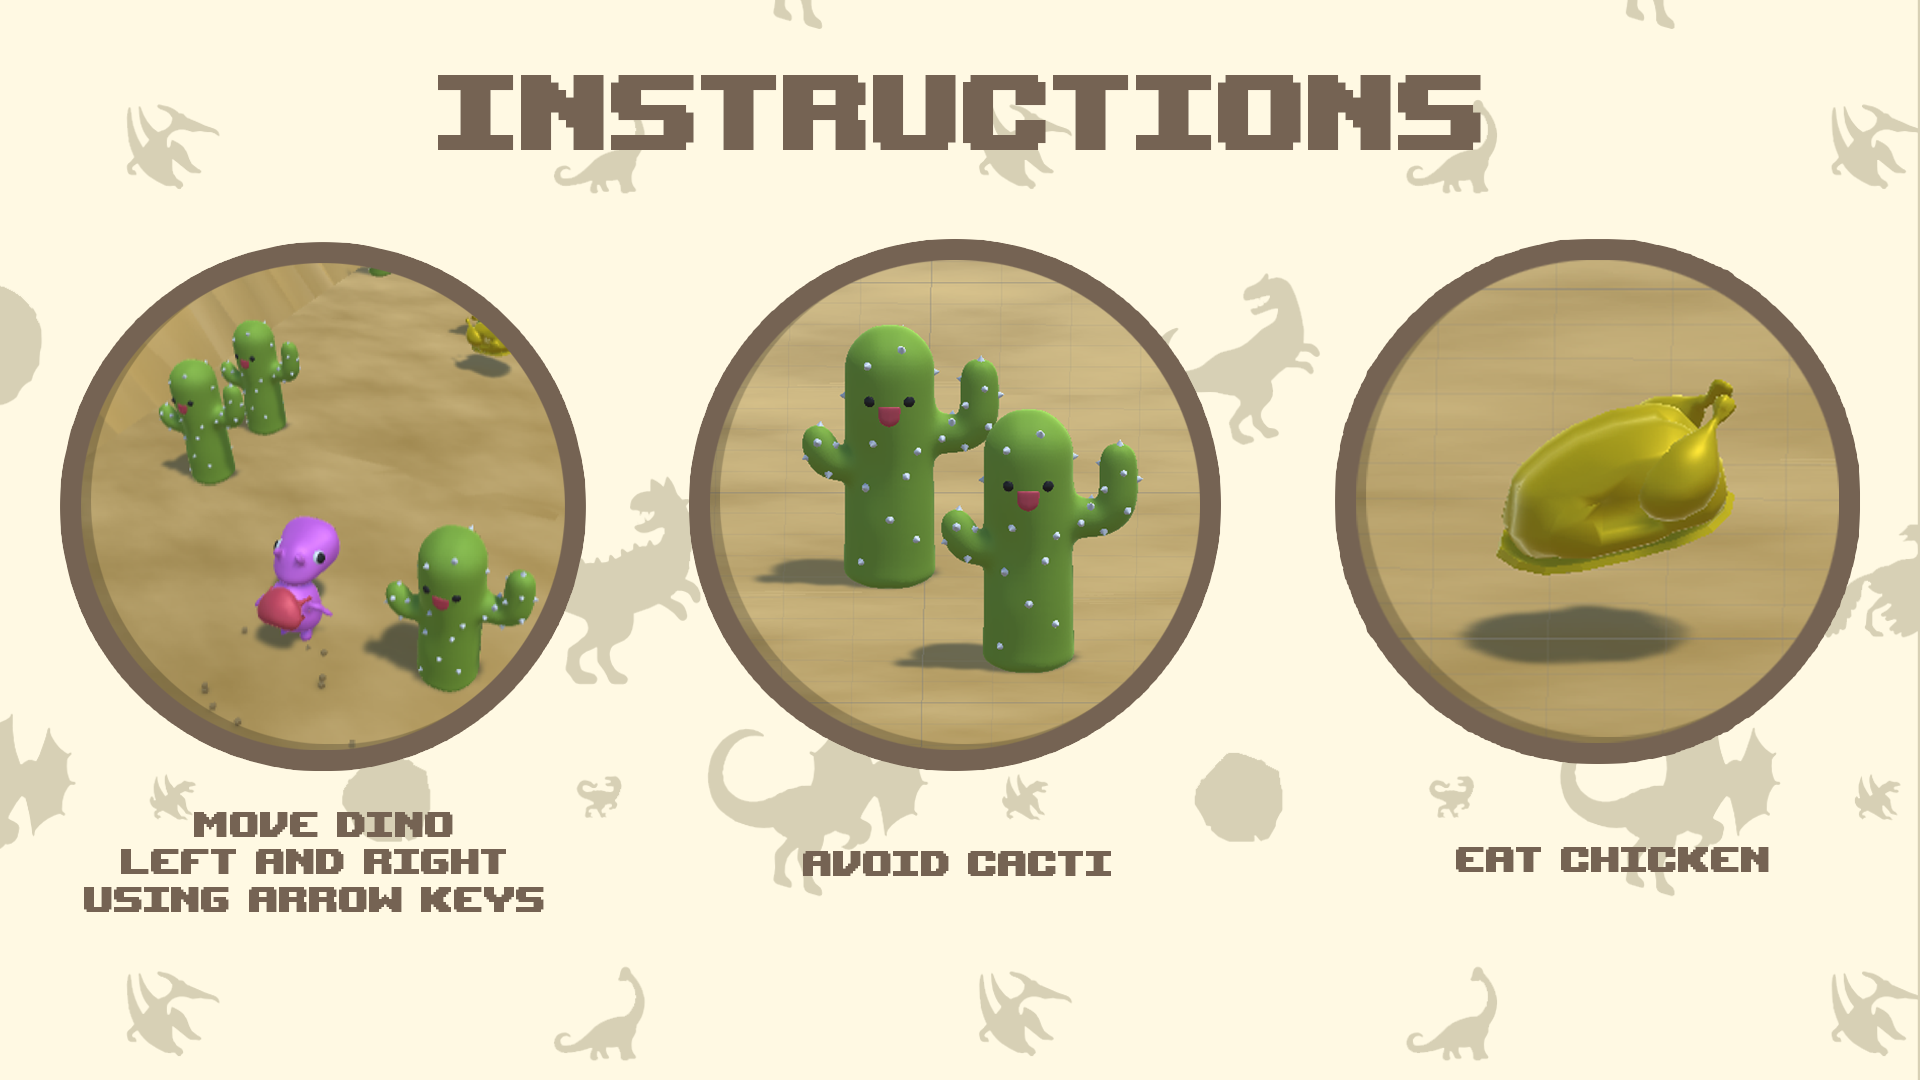 INSTRUCTIONS
MOVE DINO
LEFT AND RIGHT
USING ARROW KEYS
AVOID CACTI
EAT CHICKEN